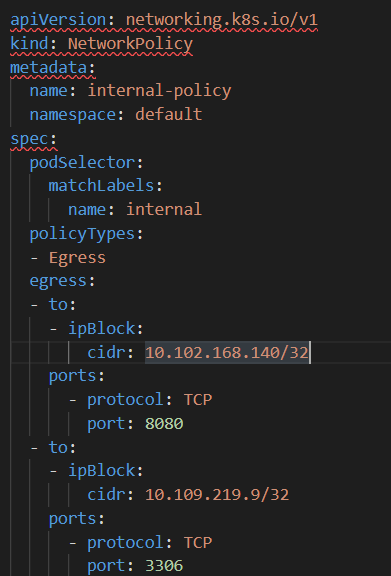 apiVersion: networking.k8s.io/v1
kind: NetworkPolicy
metadata:
  name: internal-policy
  namespace: default
spec:
  podSelector:
    matchLabels:
      name: internal
  policyTypes:
  - Egress
  egress:
  - to:
    - ipBlock:
        cidr: 10.102.168.140/32
    ports:
      - protocol: TCP
        port: 8080
  - to:
    - ipBlock:
        cidr: 10.109.219.9/32
    ports:
      - protocol: TCP
        port: 3306